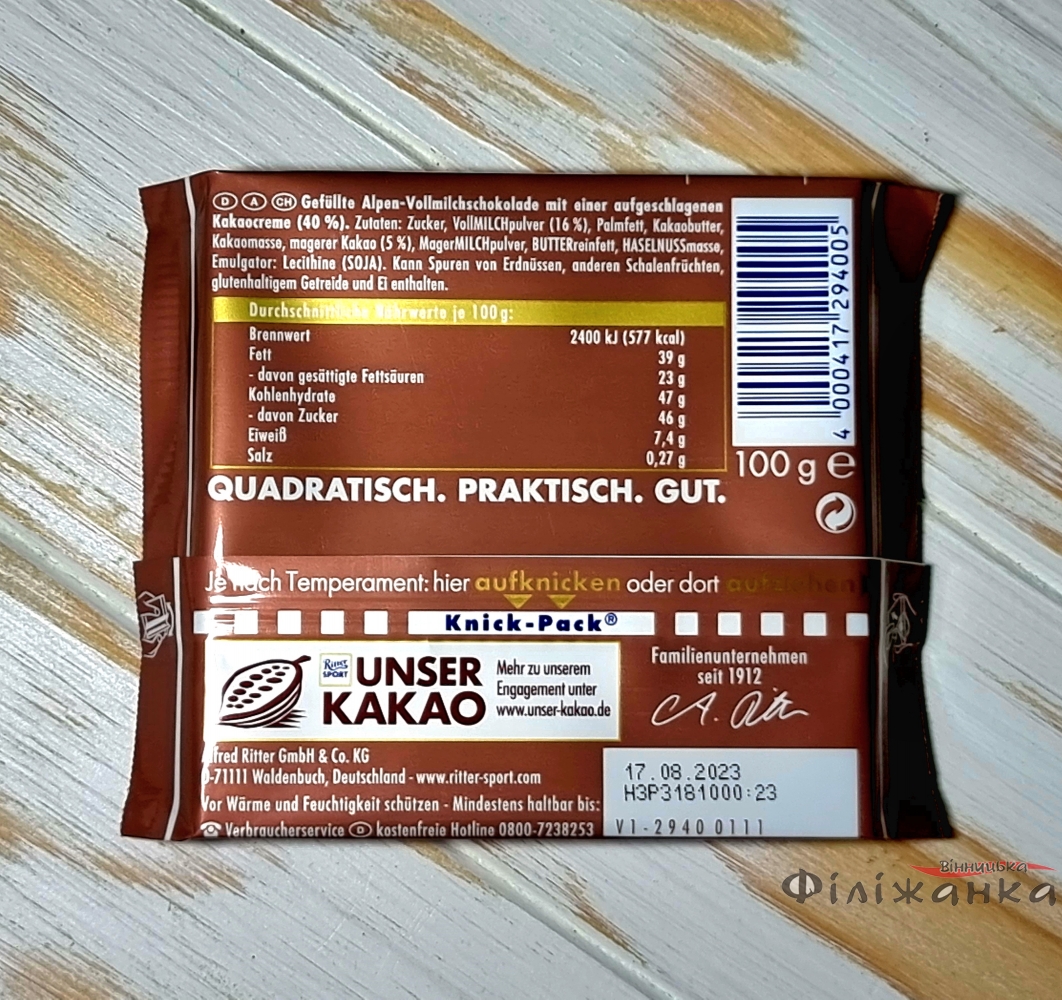 D A CH Gefüllte Alpen-Vollmilchschokolade mit einer aufgeschlagenen
Kakaocreme (40 %). Zutaten: Zucker, VollMILCHpulver (16 %), Palmfett, Kakaobutter,
Kakaomasse, magerer Kakao (5 %), MagerMILCHpulver, BUTTERreinfett, HASELNUSSmasse,
Emulgator: Lecithine (SOJA). Kann Spuren von Erdnüssen, anderen Schalenfrüchten,
glutenhaltigem Getreide und Ei enthalten.
Durchschnittliche Nährwerte je 100 g:
Brennwert 2400 kJ (577 kcal)
Fett 39 g
- davon gesättigte Fettsäuren 23 g
Kohlenhydrate 47 g
- davon Zucker 46 g
Eiweiß 7,4 g
Salz 0,27 g
4 000417 294005
100 g e
QUADRATISCH. PRAKTISCH. GUT.
Je nach Temperament: hier aufknicken oder dort aufziehen
Knick-Pack®
Ritter SPORT
UNSER
KAKAO
Mehr zu unserem
Engagement unter
www.unser-kakao.de
Familienunternehmen
seit 1912
A. Ritter
Alfred Ritter GmbH & Co. KG
D-71111 Waldenbuch, Deutschland - www.ritter-sport.com
Vor Wärme und Feuchtigkeit schützen - Mindestens haltbar bis:
Verbraucherservice D kostenfreie Hotline 0800-7238253
17.08.2023
H3P3181000:23
V1-2940 0111
Вінницька
Філіжанка